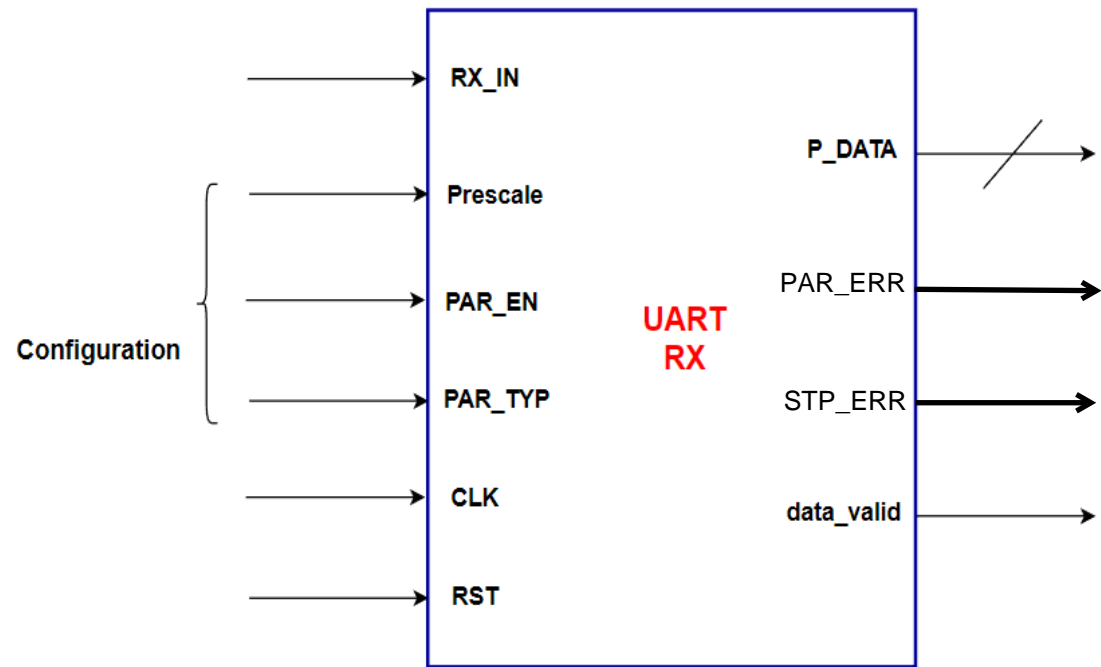 RX_IN
Prescale
PAR_EN
PAR_TYP
CLK
RST
Configuration
UART
RX
P_DATA
PAR_ERR
STP_ERR
data_valid